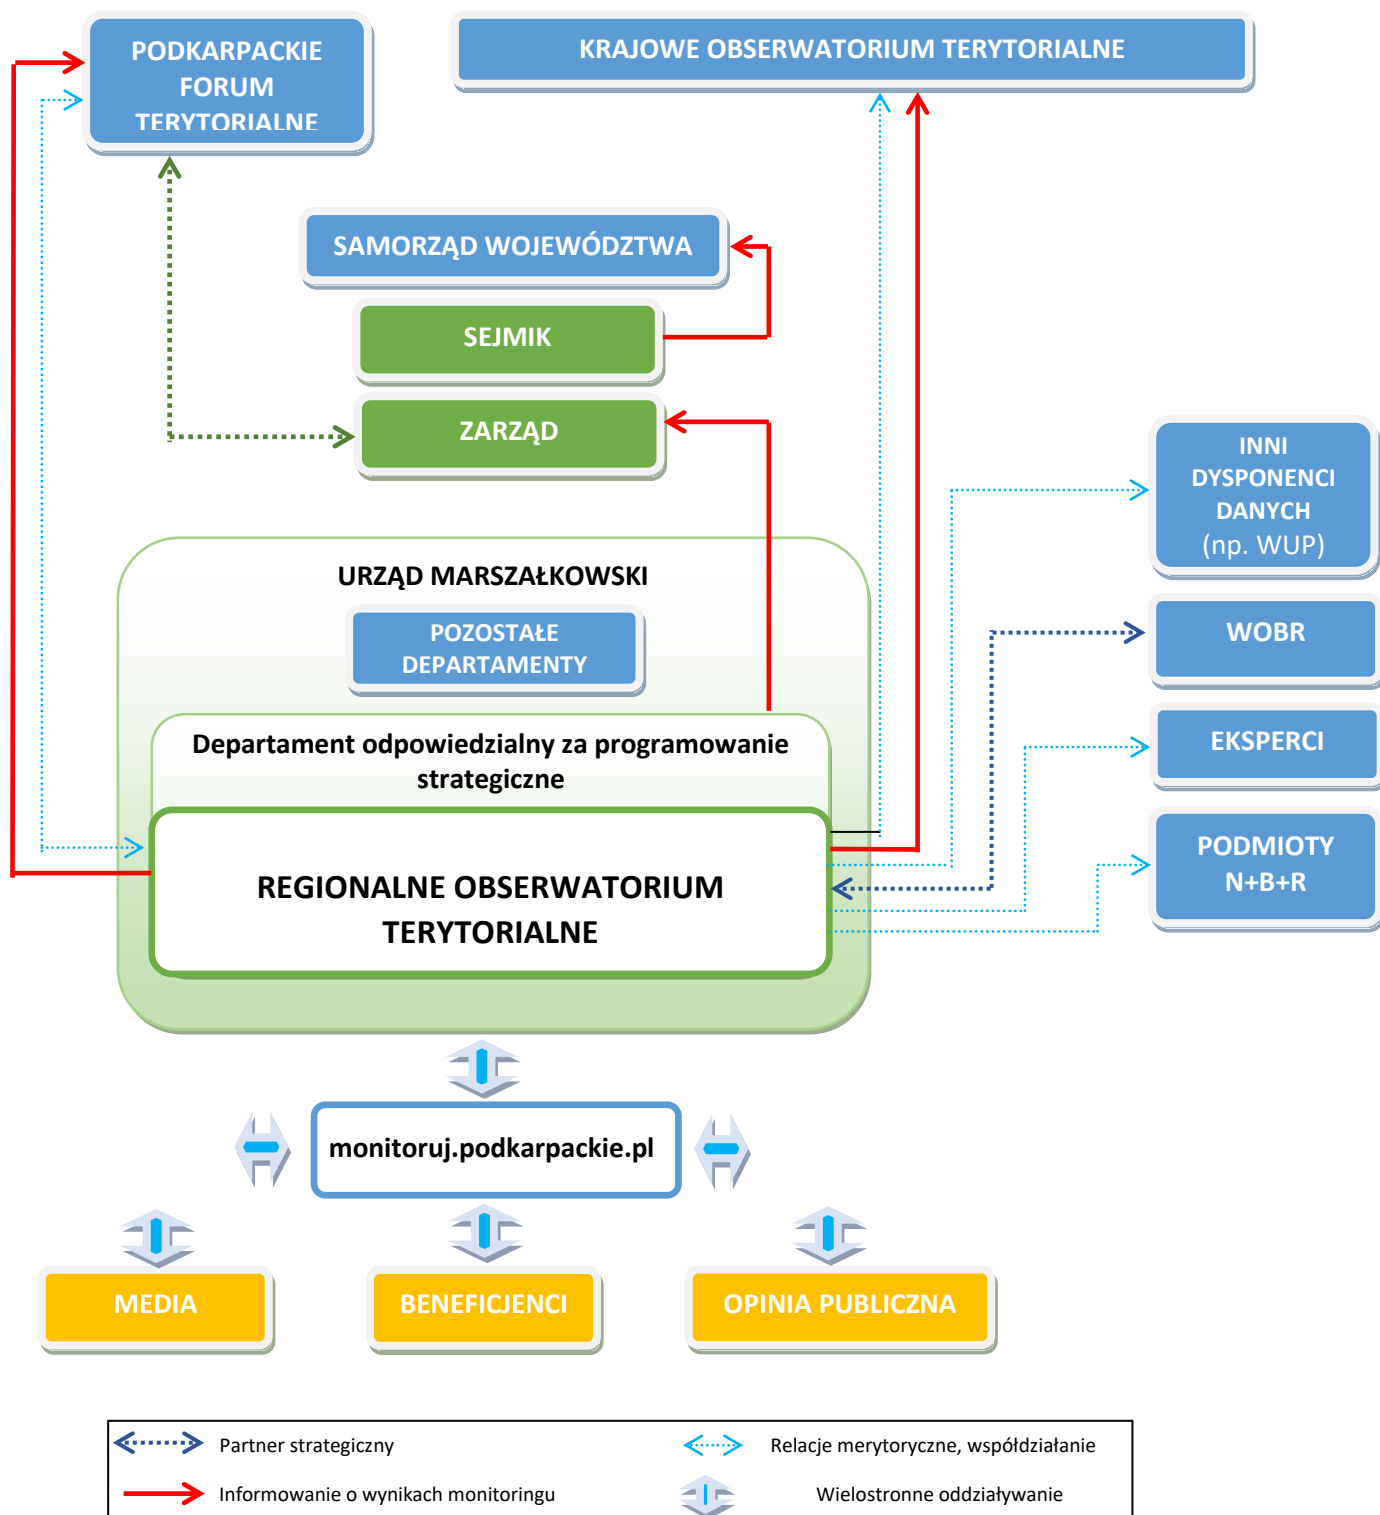 PODKARPACKIE
FORUM
TERYTORIALNE
KRAJOWE OBSERWATORIUM TERYTORIALNE
SAMORZĄD WOJEWÓDZTWA
SEJMIK
ZARZĄD
INNI
DYSPONENCI
DANYCH
(np. WUP)
URZĄD MARSZAŁKOWSKI
POZOSTAŁE
DEPARTAMENTY
WOBR
Departament odpowiedzialny za programowanie
strategiczne
EKSPERCI
REGIONALNE OBSERWATORIUM
TERYTORIALNE
PODMIOTY
N+B+R
monitoruj.podkarpackie.pl
MEDIA
BENEFICJENCI
OPINIA PUBLICZNA
Partner strategiczny
Relacje merytoryczne, współdziałanie
Informowanie o wynikach monitoringu
Wielostronne oddziaływanie